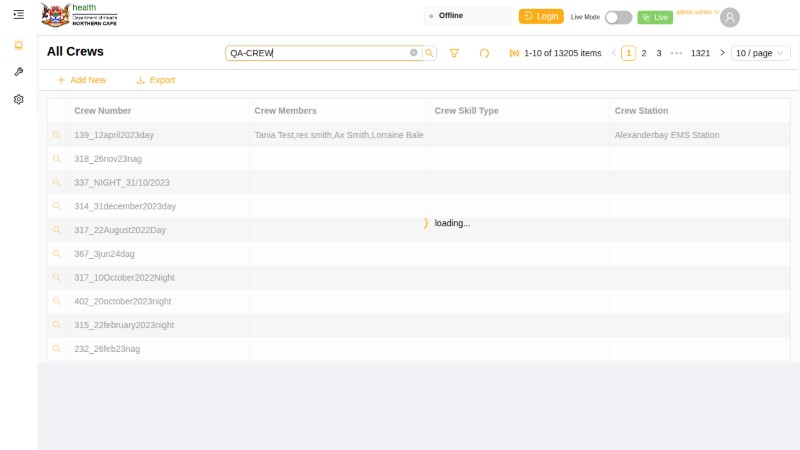 health
Department of Health
NORTHERN CAPE
Offline
Login
Live Mode
Live
admin admin
All Crews
QA-CREW
1-10 of 13205 items
1 2 3 ••• 1321
10 / page
Add New
Export
Crew Number Crew Members Crew Skill Type Crew Station
139_12april2023day Tania Test,res smith,Ax Smith,Lorraine Bale Alexanderbay EMS Station
318_26nov23nag
337_NIGHT_31/10/2023
314_31december2023day
317_22August2022Day
loading...
367_3jun24dag
317_10October2022Night
402_20october2023night
315_22february2023night
232_26feb23nag